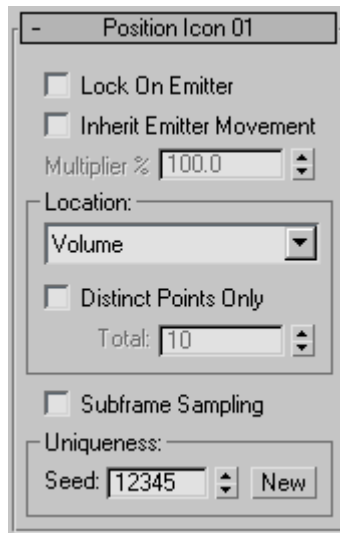 - Position Icon 01
Lock On Emitter
Inherit Emitter Movement
Multiplier % 100.0
Location:
Volume
Distinct Points Only
Total: 10
Subframe Sampling
Uniqueness:
Seed: 12345 New